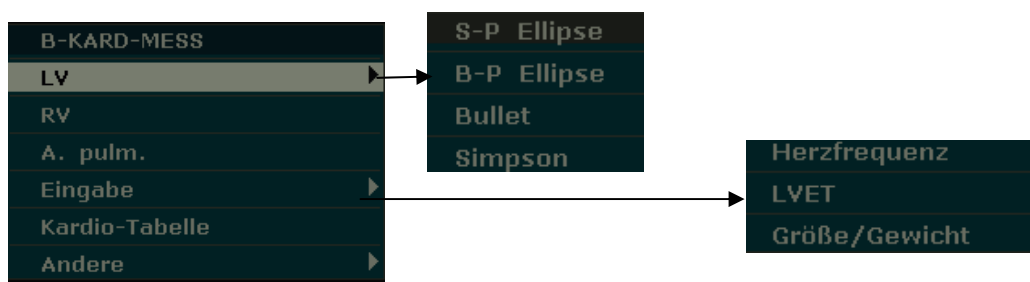 B-KARD-MESS
LV
RV
A. pulm.
Eingabe
Kardio-Tabelle
Andere
S-P Ellipse
B-P Ellipse
Bullet
Simpson
Herzfrequenz
LVET
Größe/Gewicht